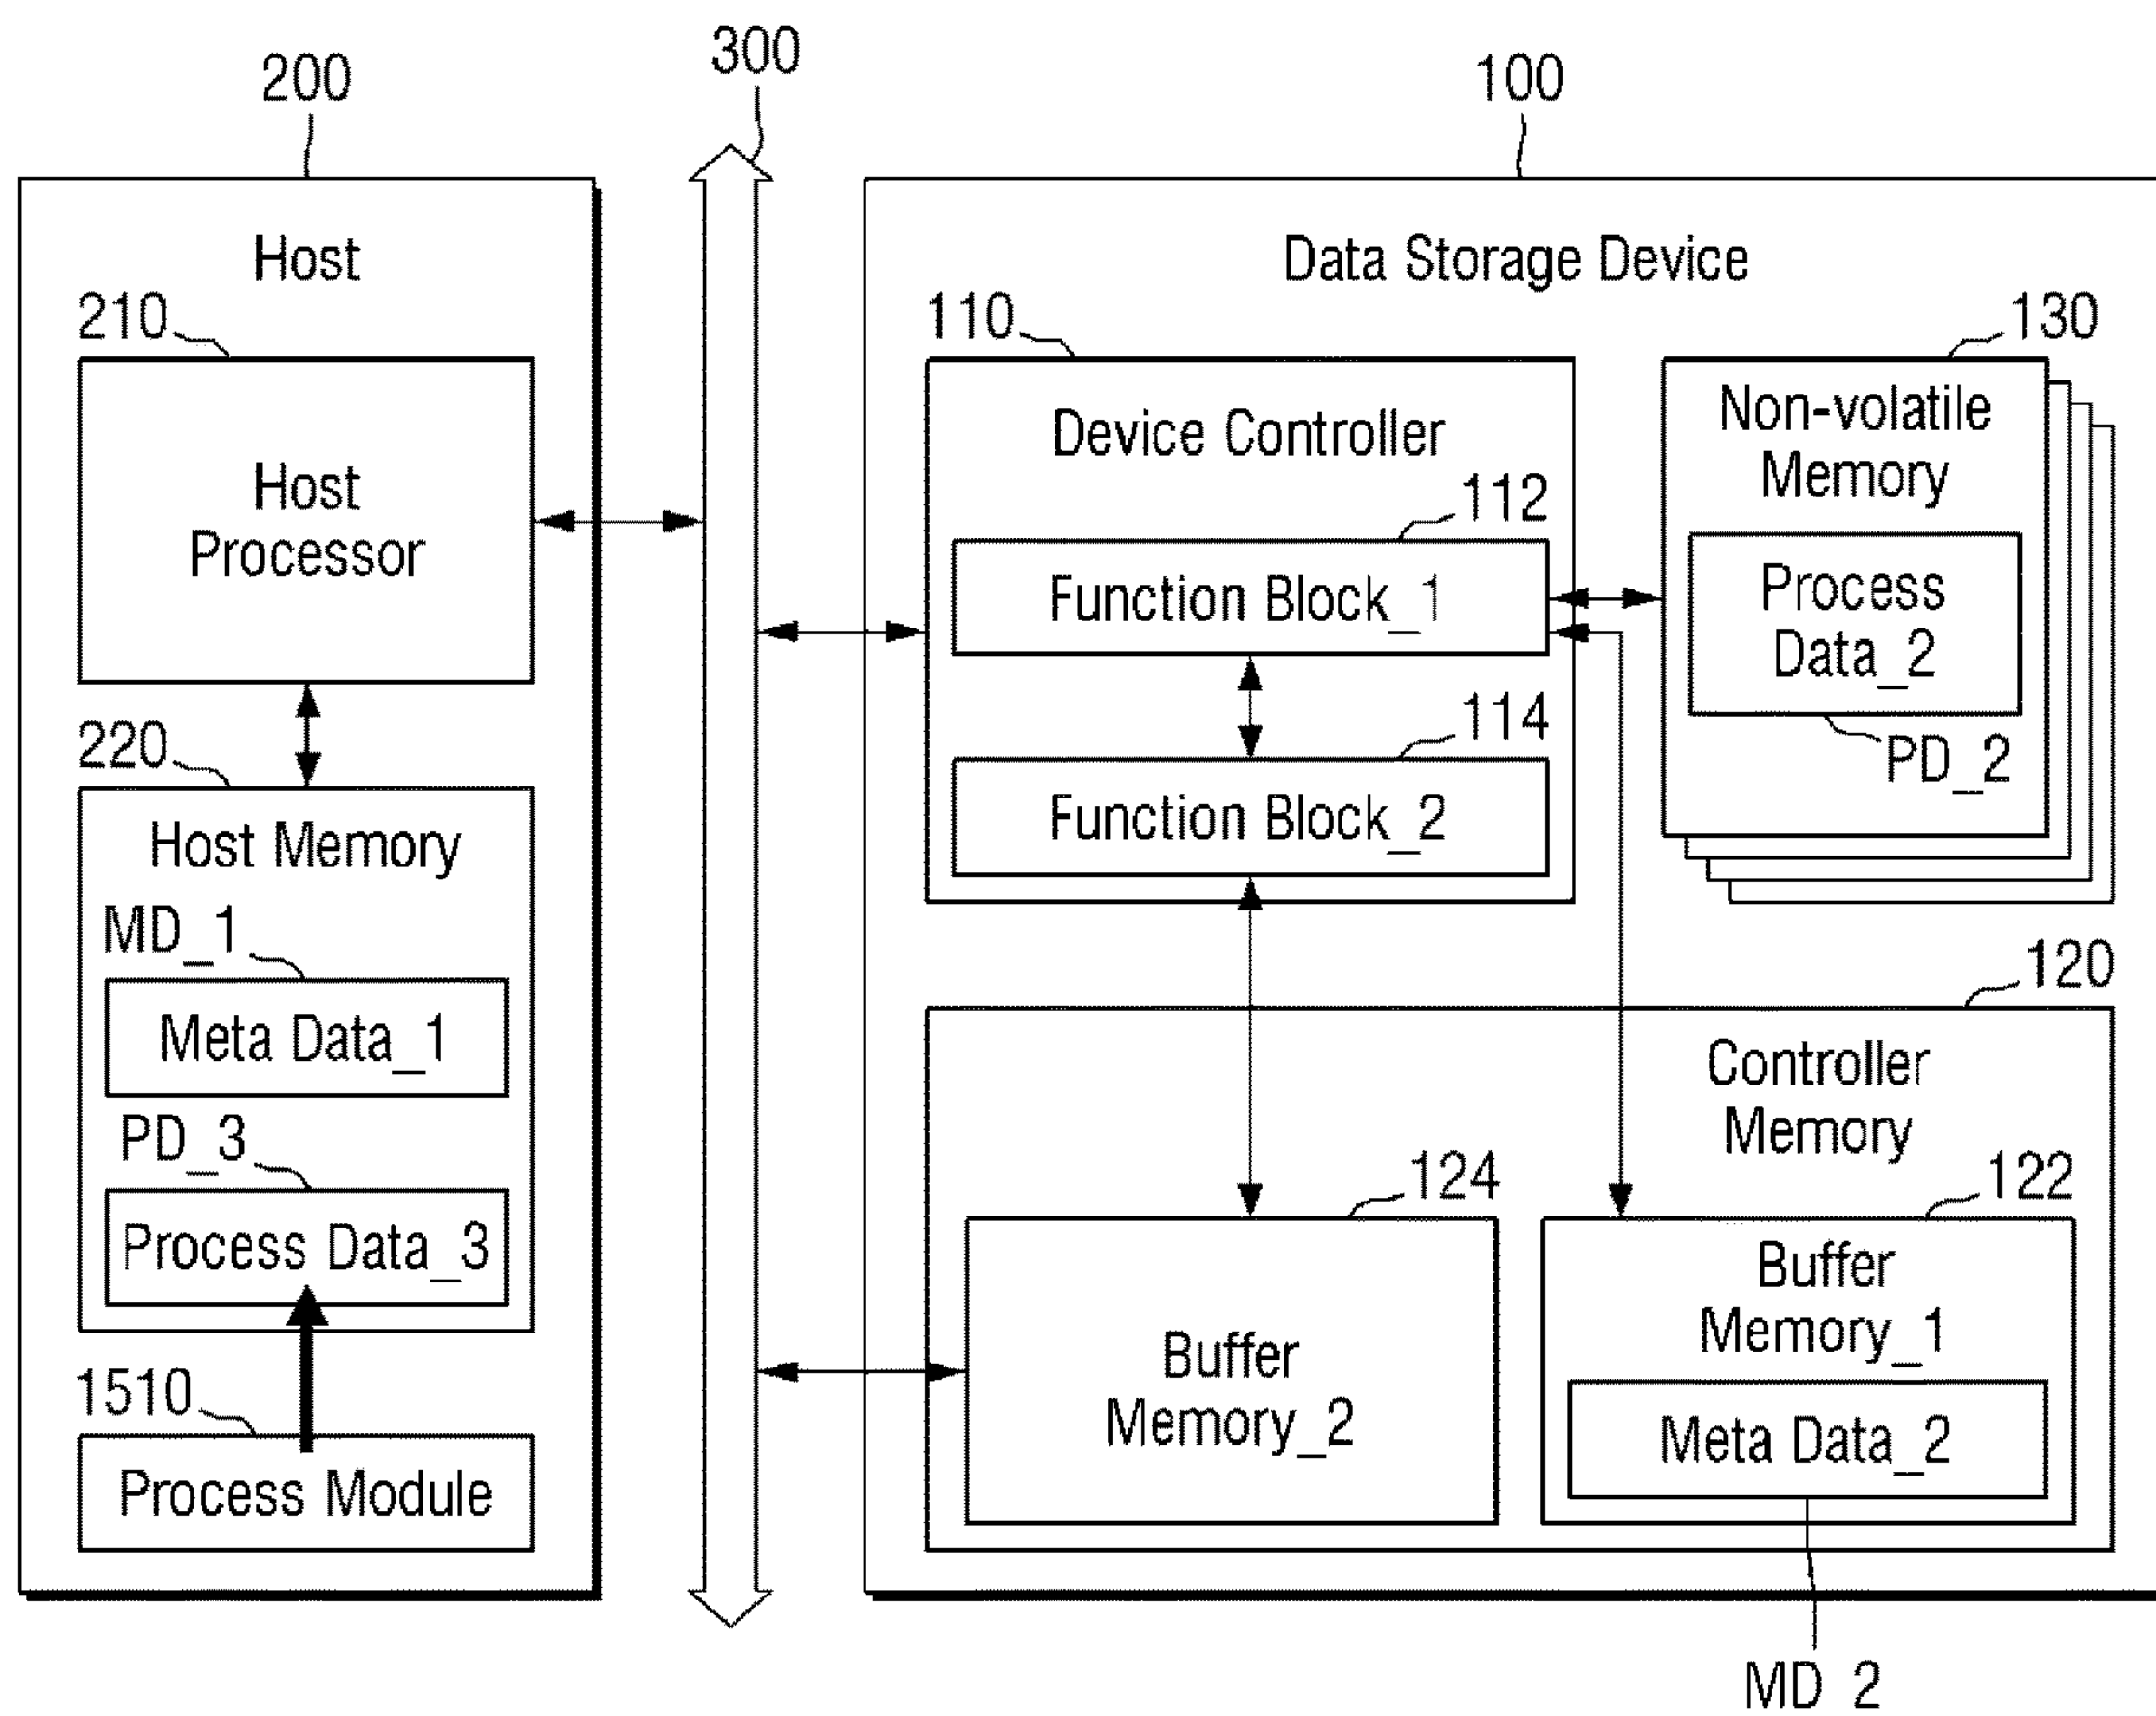 300
200
100
Host
Data Storage Device
210
110
130
Host
Processor
Device Controller
Non-volatile
Memory
112
Function Block_1
Process
Data_2
114
PD_2
Function Block_2
220
Host Memory
MD_1
Meta Data_1
PD_3
Process Data_3
1510
Process Module
120
Controller
Memory
124
122
Buffer
Memory_2
Buffer
Memory_1
Meta Data_2
MD 2